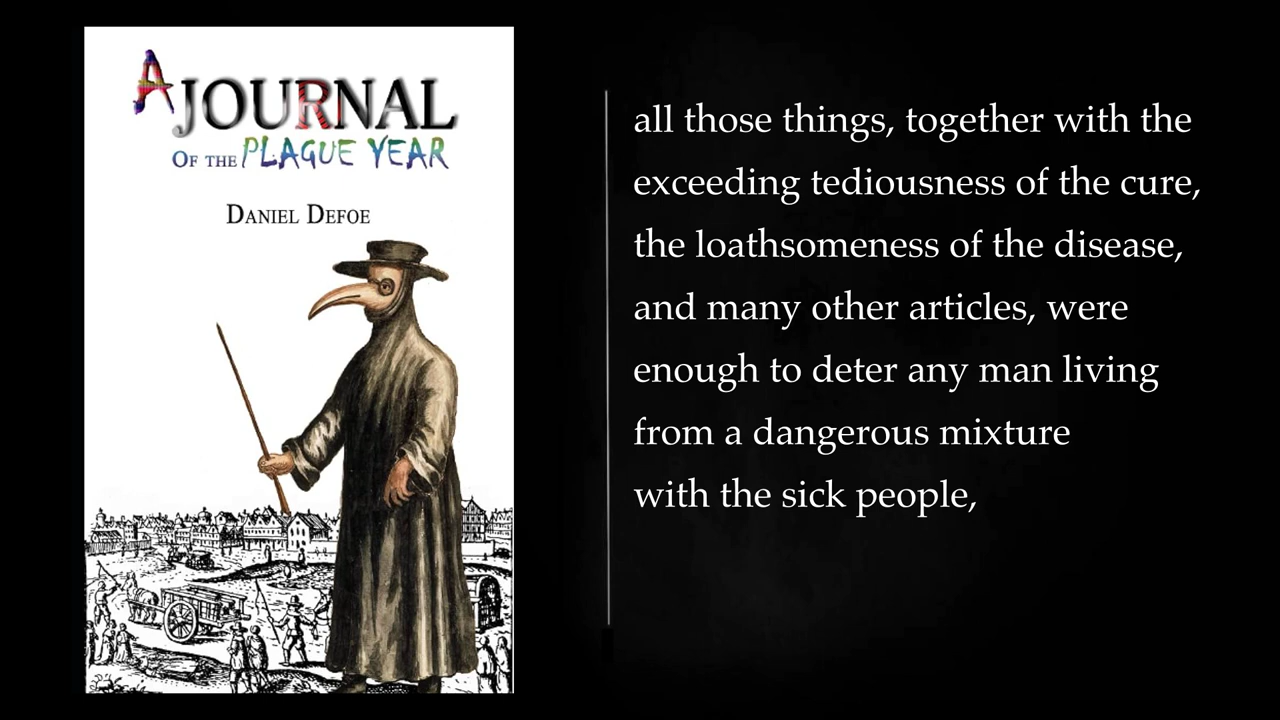 A JOURNAL
OF THE PLAGUE YEAR
DANIEL DEFOE
all those things, together with the
exceeding tediousness of the cure,
the loathsomeness of the disease,
and many other articles, were
enough to deter any man living
from a dangerous mixture
with the sick people,